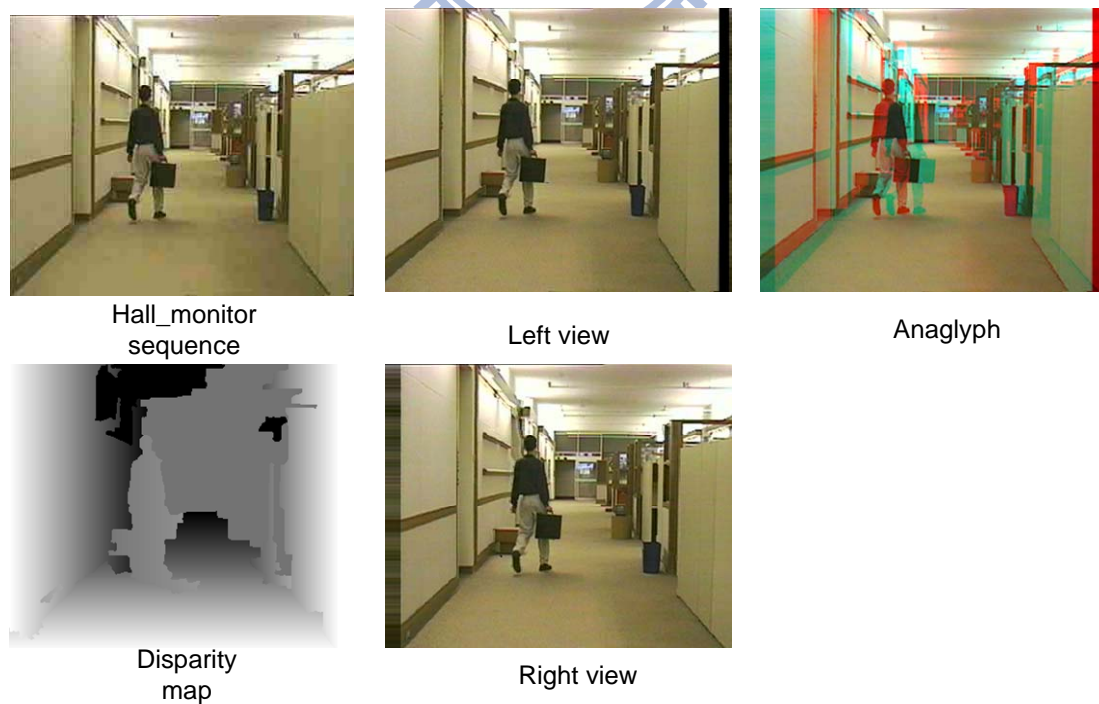 Hall_monitor
sequence
Left view
Anaglyph
Disparity
map
Right view